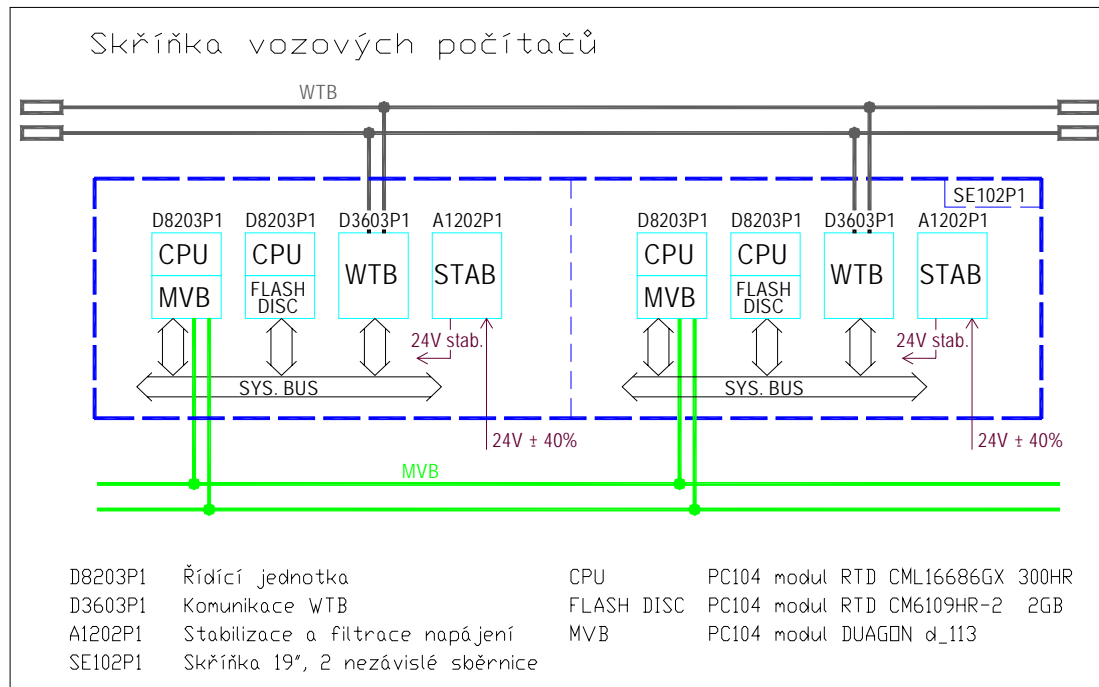 Skříňka vozových počítačů
WTB
SE102P1
D8203P1 D8203P1 D3603P1 A1202P1 D8203P1 D8203P1 D3603P1 A1202P1
CPU CPU WTB STAB CPU CPU WTB STAB
MVB FLASH DISC MVB FLASH DISC
24V stab. 24V stab.
SYS. BUS SYS. BUS
24V ± 40% 24V ± 40%
MVB
D8203P1 Řídící jednotka CPU PC104 modul RTD CML16686GX 300HR
D3603P1 Komunikace WTB FLASH DISC PC104 modul RTD CM6109HR-2 2GB
A1202P1 Stabilizace a filtrace napájení MVB PC104 modul DUAGON d_113
SE102P1 Skříňka 19", 2 nezávislé sběrnice